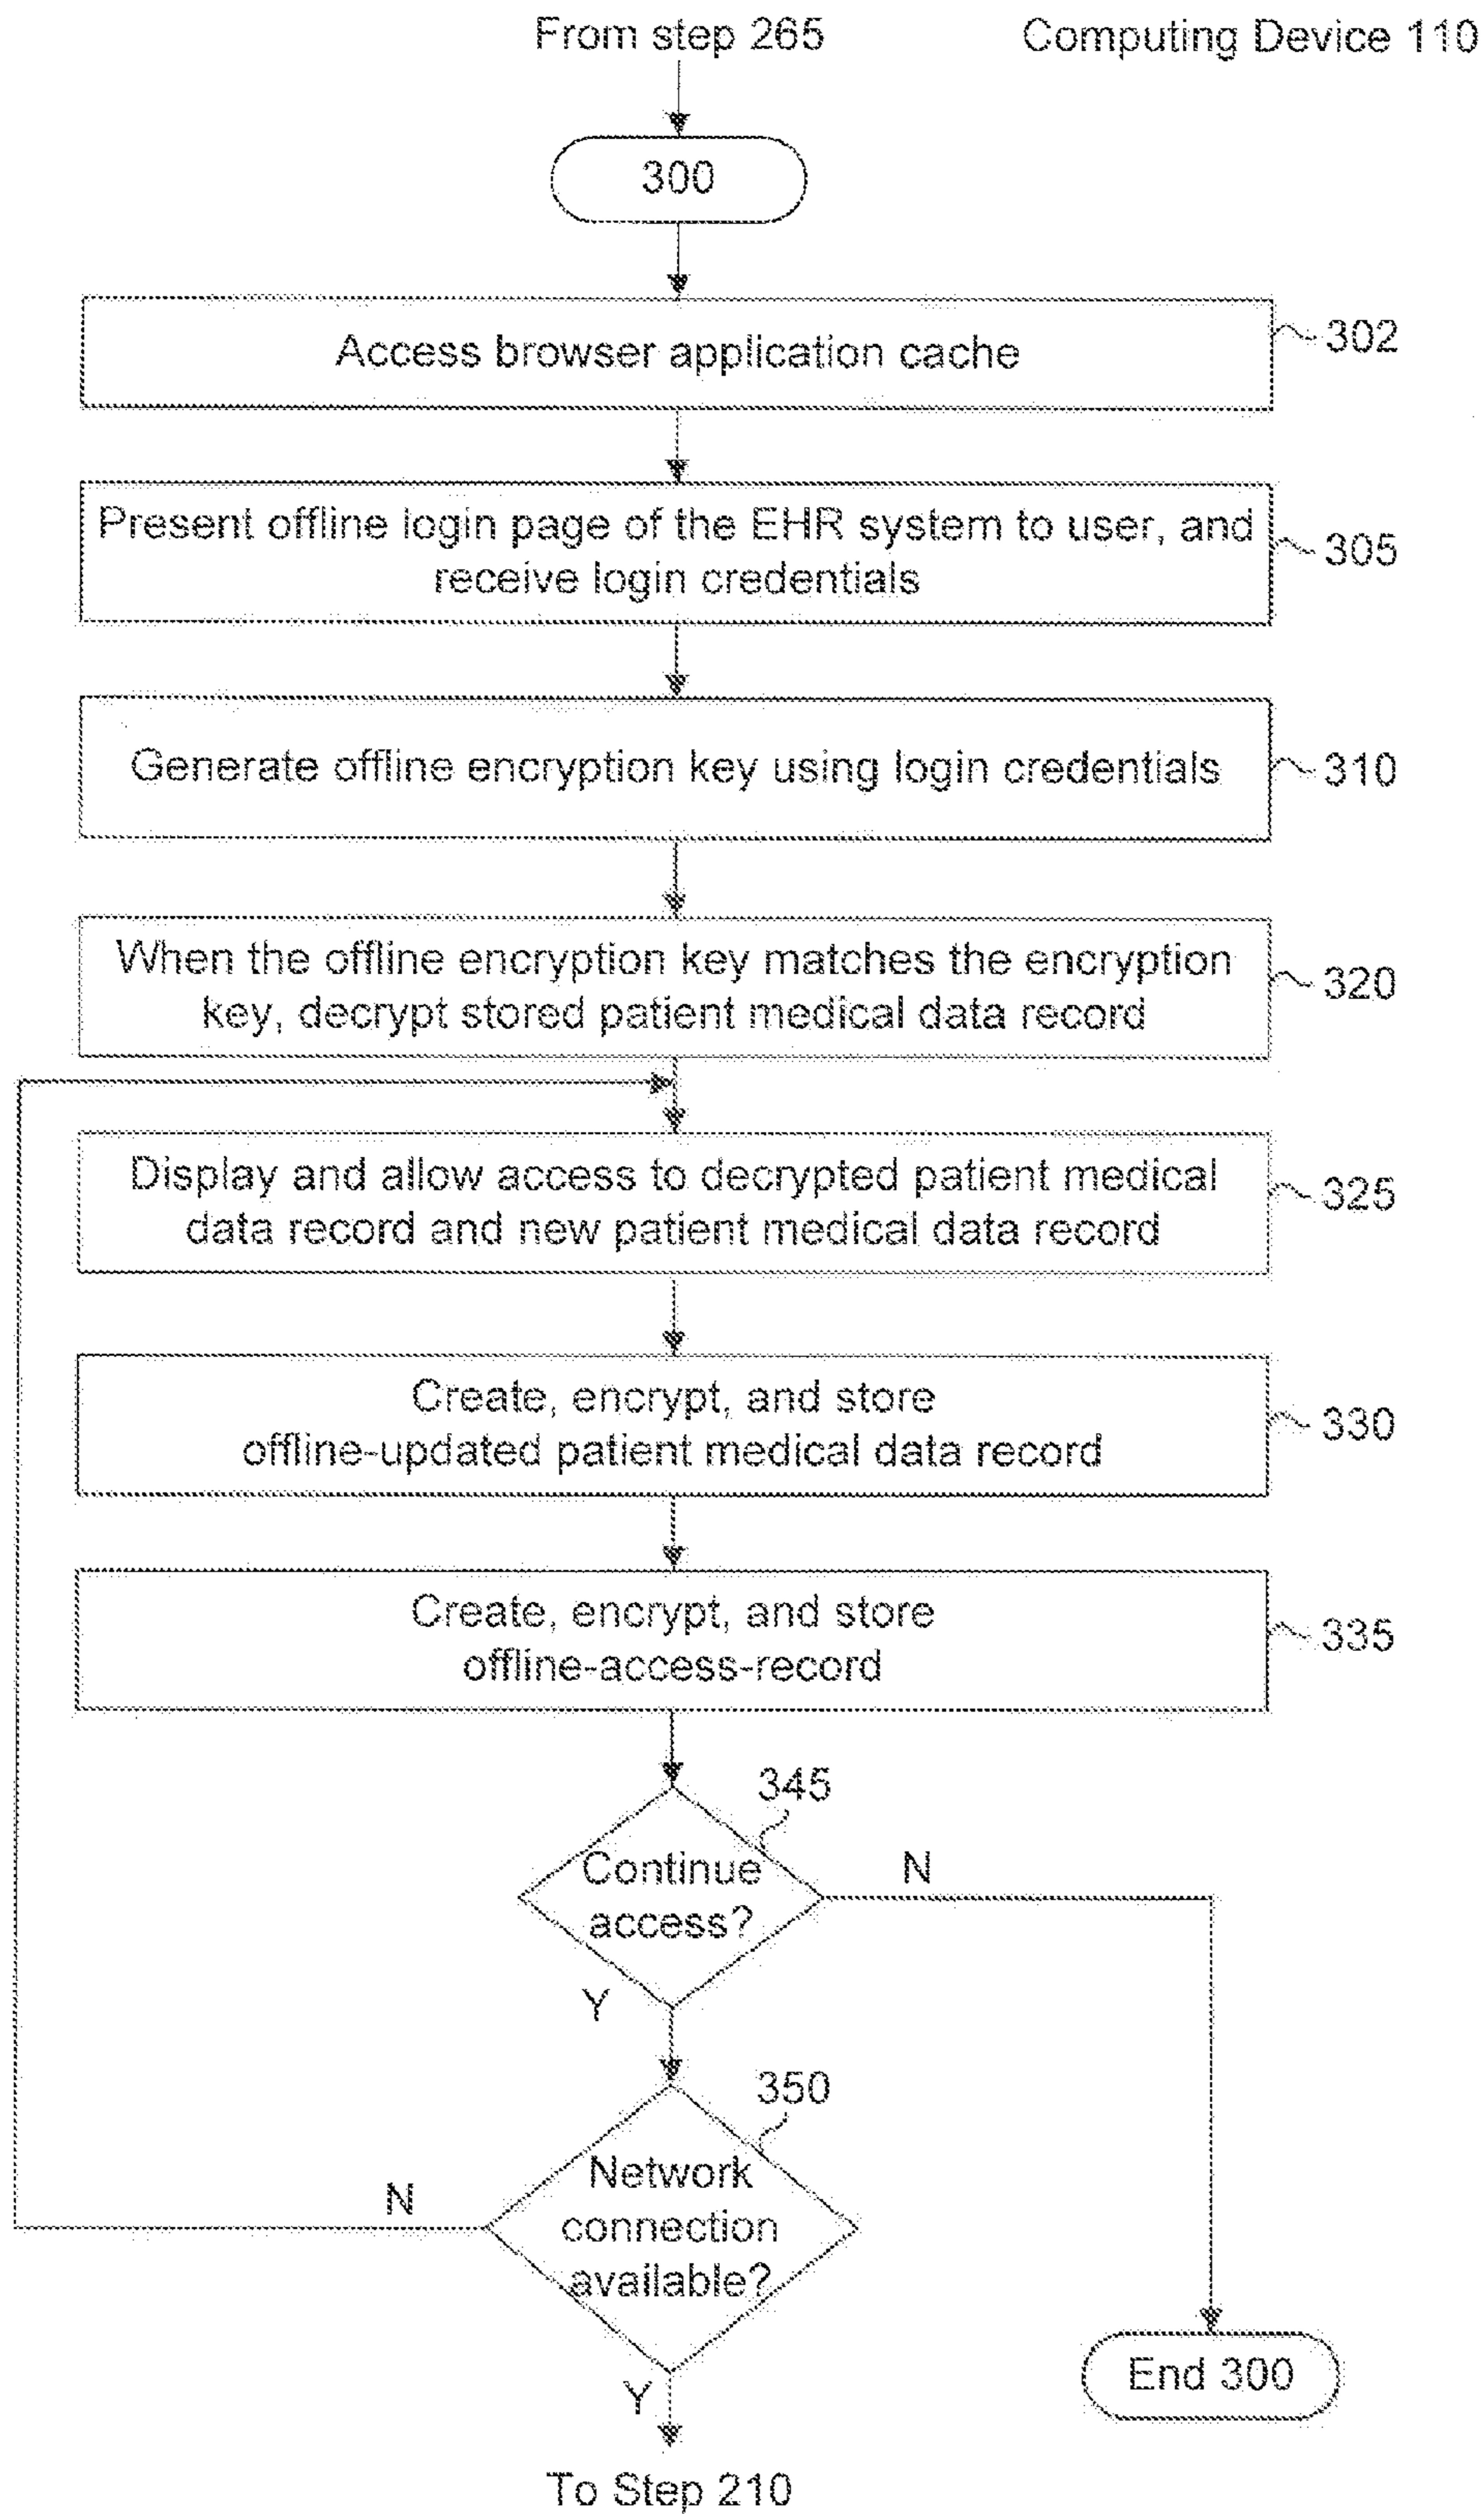 From step 265
Computing Device 110
300
Access browser application cache
302
Present offline login page of the EHR system to user, and
receive login credentials
305
Generate offline encryption key using login credentials
310
When the offline encryption key matches the encryption
key, decrypt stored patient medical data record
320
Display and allow access to decrypted patient medical
data record and new patient medical data record
325
Create, encrypt, and store
offline-updated patient medical data record
330
Create, encrypt, and store
offline-access-record
335
345
Continue
access?
N
Y
350
Network
connection
available?
N
Y
End 300
To Step 210